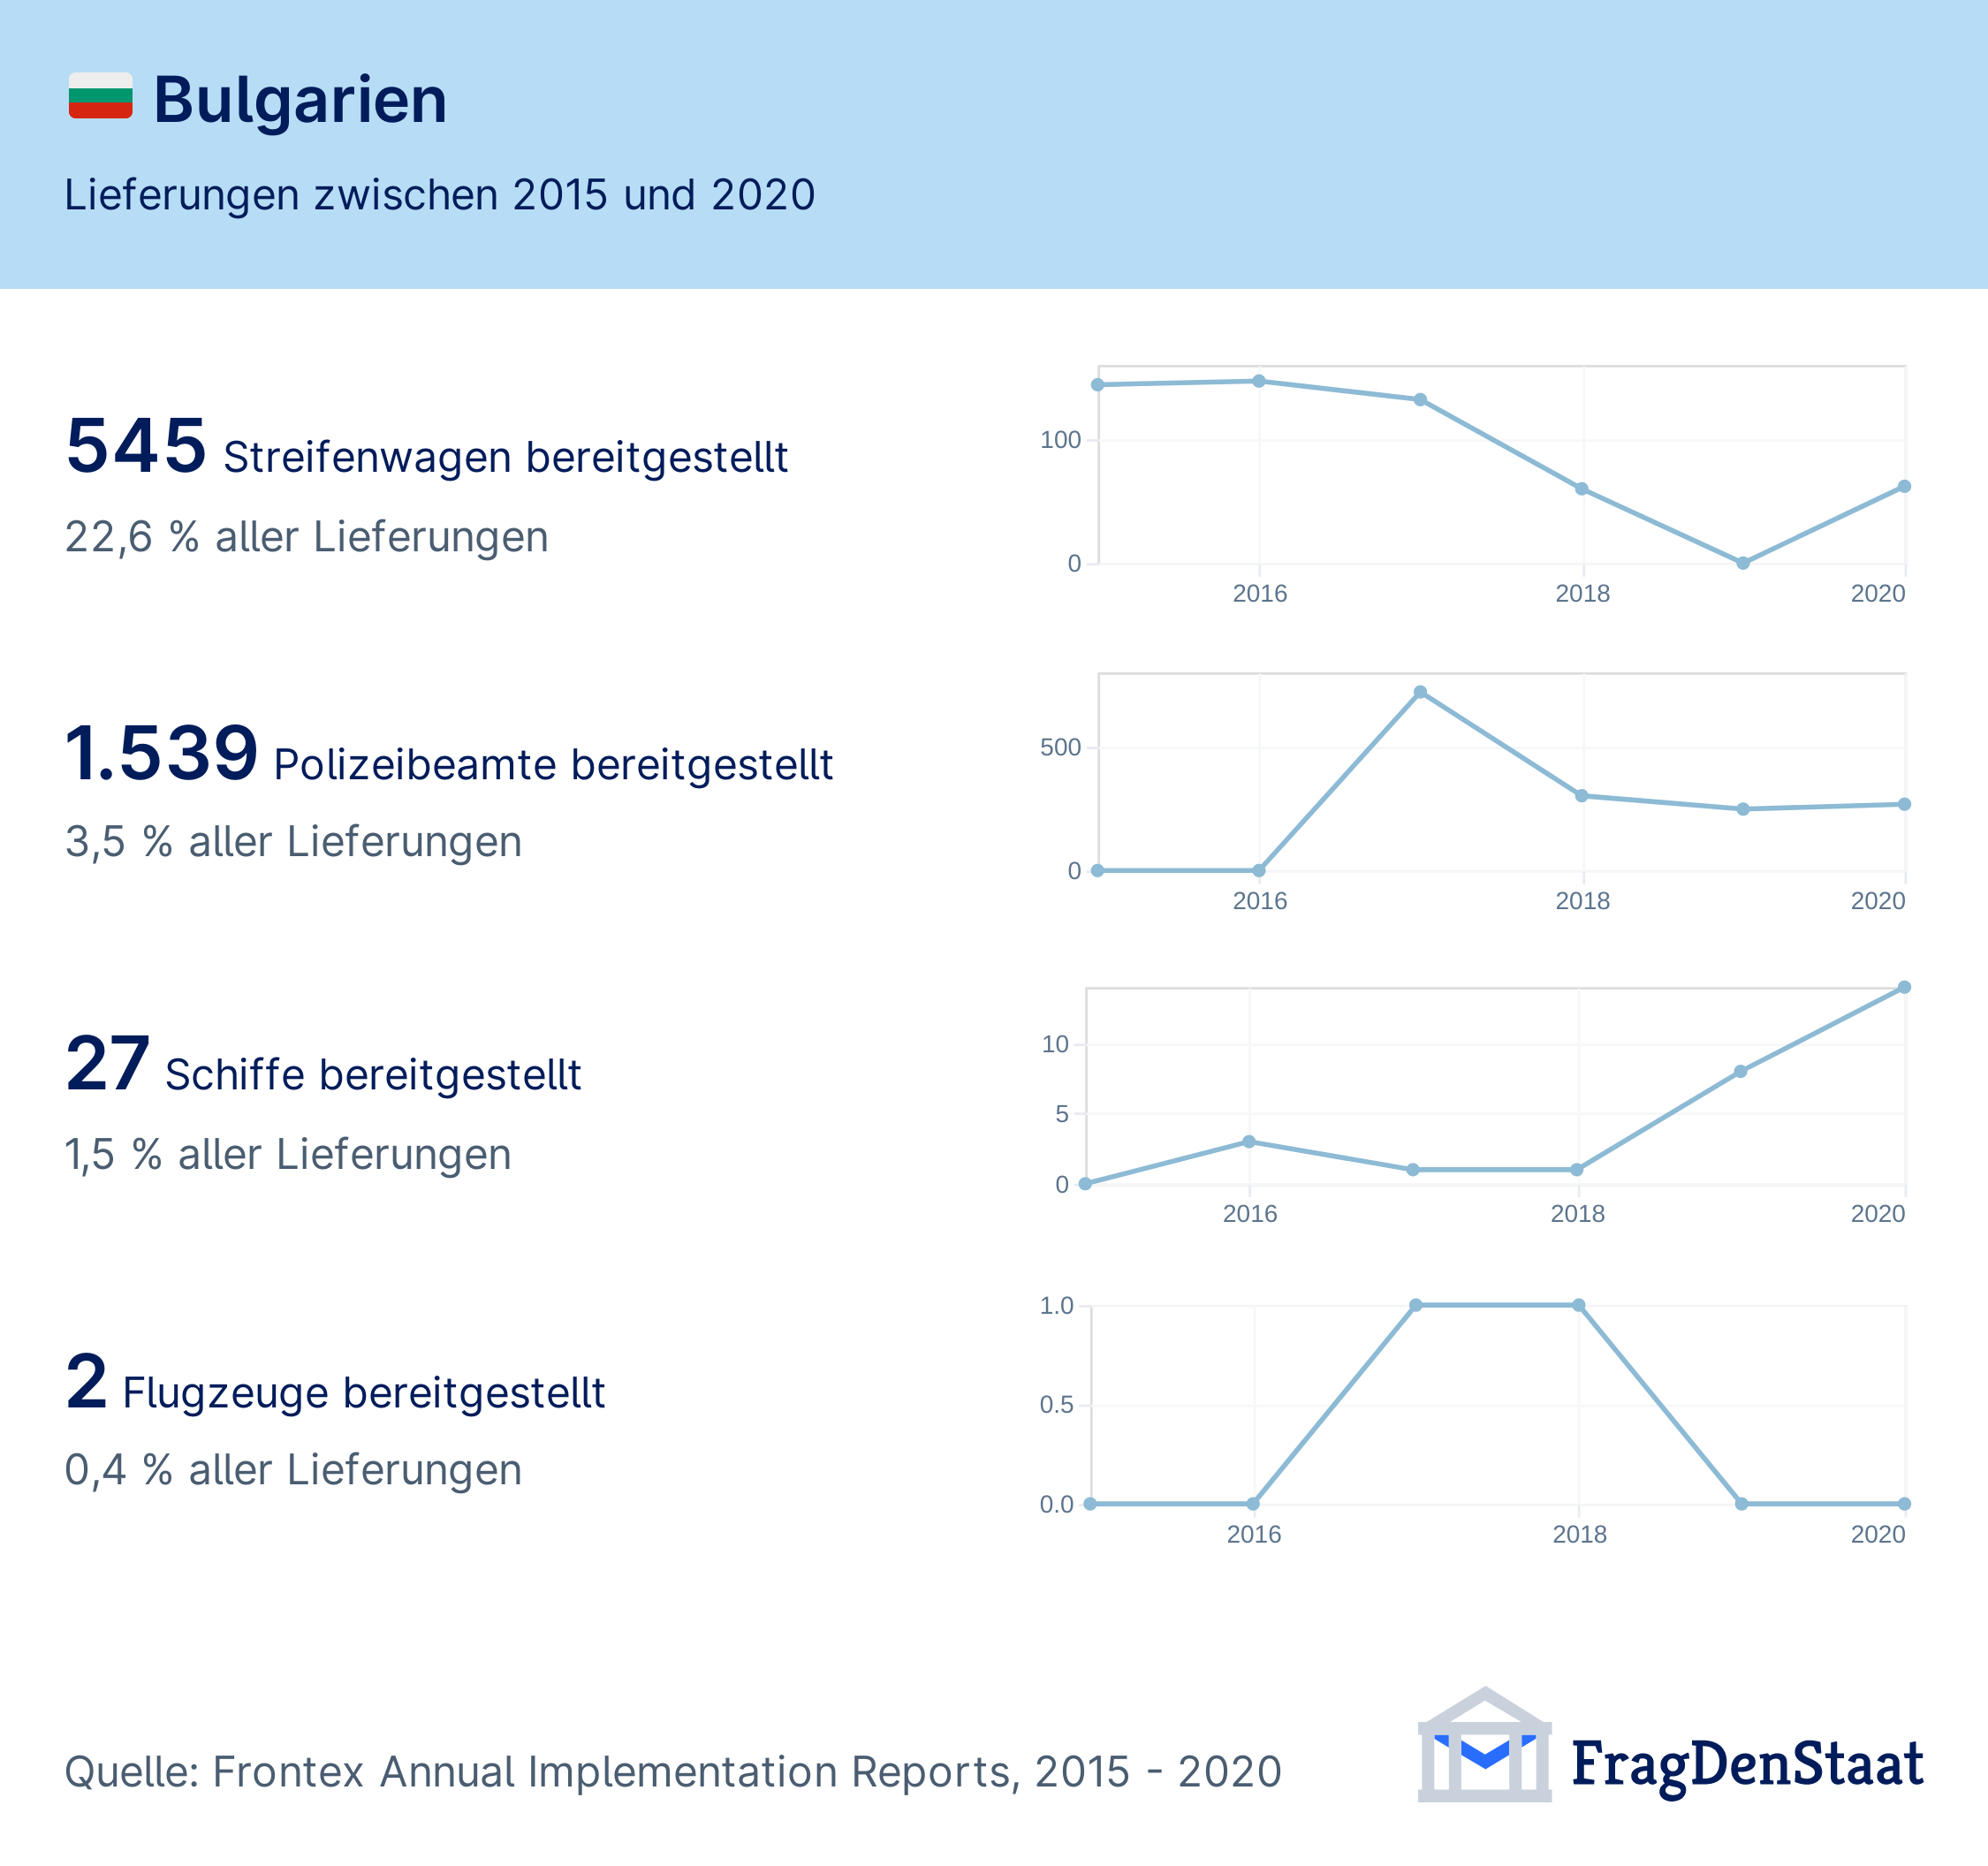 Bulgarien
Lieferungen zwischen 2015 und 2020
545 Streifenwagen bereitgestellt
22,6 % aller Lieferungen
100
0
2016 2018 2020
1.539 Polizeibeamte bereitgestellt
3,5 % aller Lieferungen
500
0
2016 2018 2020
27 Schiffe bereitgestellt
1,5 % aller Lieferungen
10
5
0
2016 2018 2020
2 Flugzeuge bereitgestellt
0,4 % aller Lieferungen
1.0
0.5
0.0
2016 2018 2020
Quelle: Frontex Annual Implementation Reports, 2015 - 2020
FragDenStaat